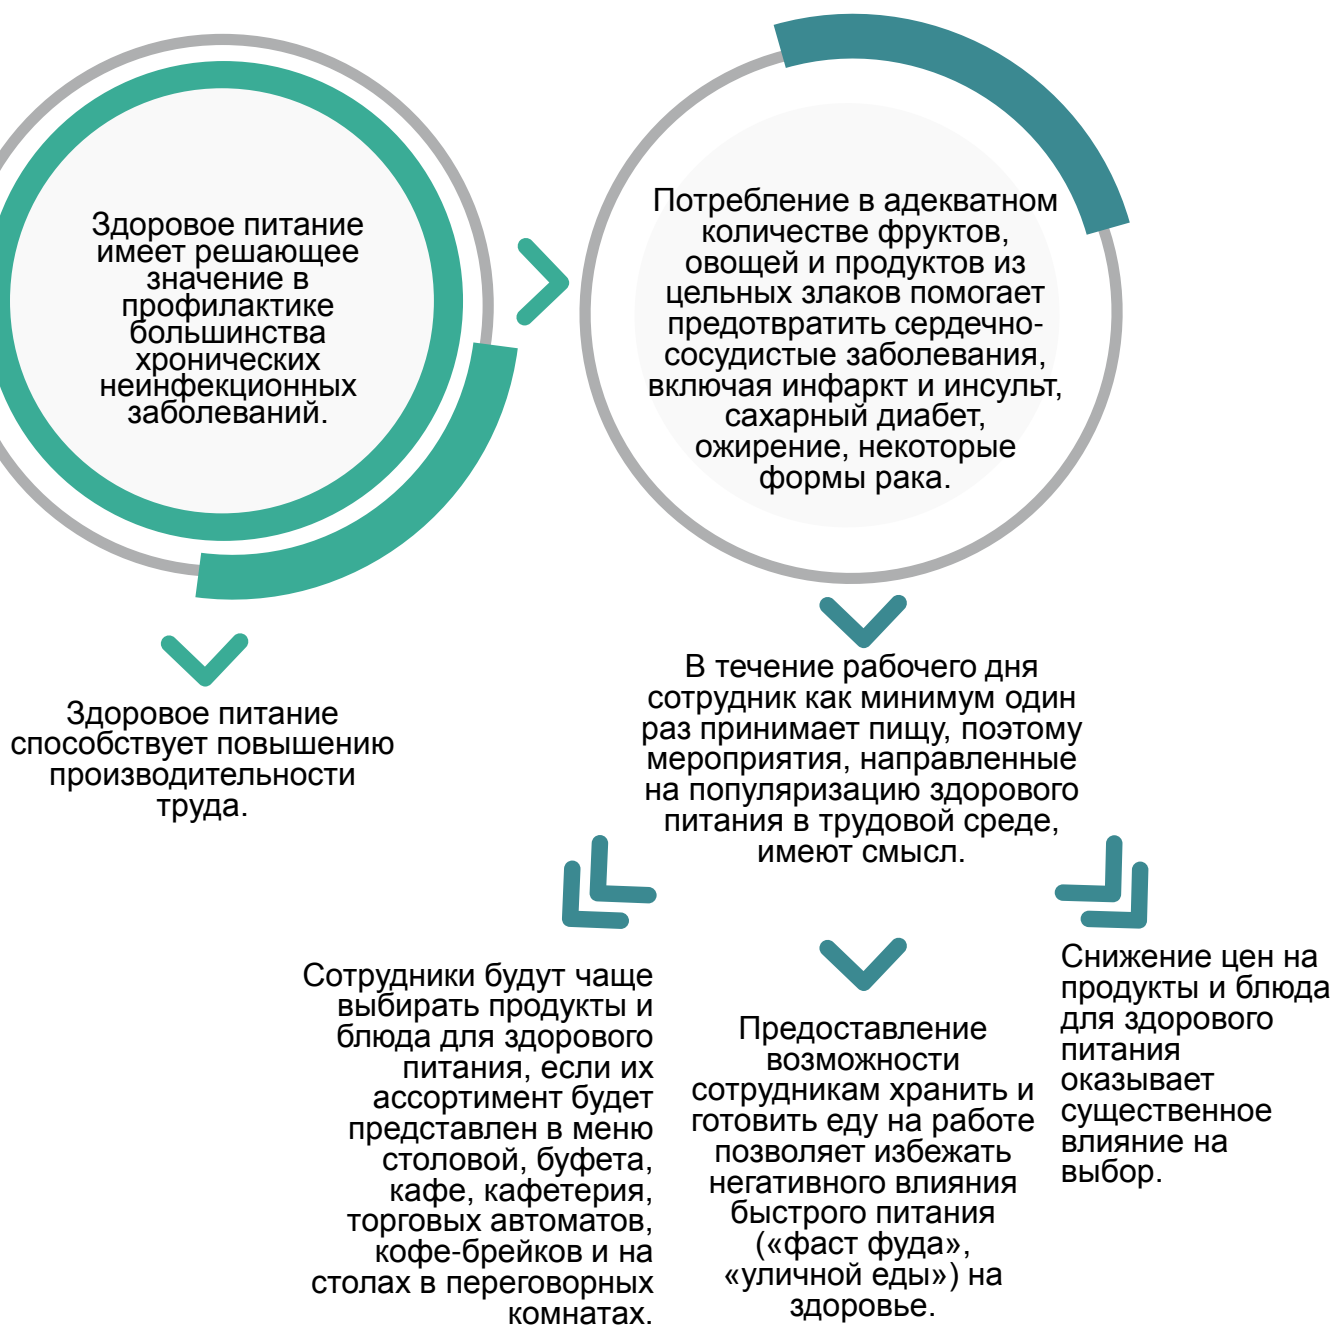 Здоровое питание
имеет решающее
значение в
профилактике
большинства
хронических
неинфекционных
заболеваний.
Потребление в адекватном
количестве фруктов,
овощей и продуктов из
цельных злаков помогает
предотвратить сердечно-
сосудистые заболевания,
включая инфаркт и инсульт,
сахарный диабет,
ожирение, некоторые
формы рака.
Здоровое питание
способствует повышению
производительности
труда.
В течение рабочего дня
сотрудник как минимум один
раз принимает пищу, поэтому
мероприятия, направленные
на популяризацию здорового
питания в трудовой среде,
имеют смысл.
Сотрудники будут чаще
выбирать продукты и
блюда для здорового
питания, если их
ассортимент будет
представлен в меню
столовой, буфета,
кафе, кафетерия,
торговых автоматов,
кофе-брейков и на
столах в переговорных
комнатах.
Предоставление
возможности
сотрудникам хранить и
готовить еду на работе
позволяет избежать
негативного влияния
быстрого питания
(«фаст фуда»,
«уличной еды») на
здоровье.
Снижение цен на
продукты и блюда
для здорового
питания
оказывает
существенное
влияние на
выбор.